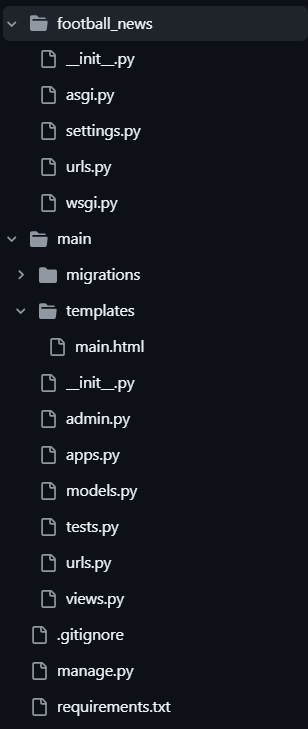 football_news
__init__.py
asgi.py
settings.py
urls.py
wsgi.py
main
migrations
templates
main.html
__init__.py
admin.py
apps.py
models.py
tests.py
urls.py
views.py
.gitignore
manage.py
requirements.txt